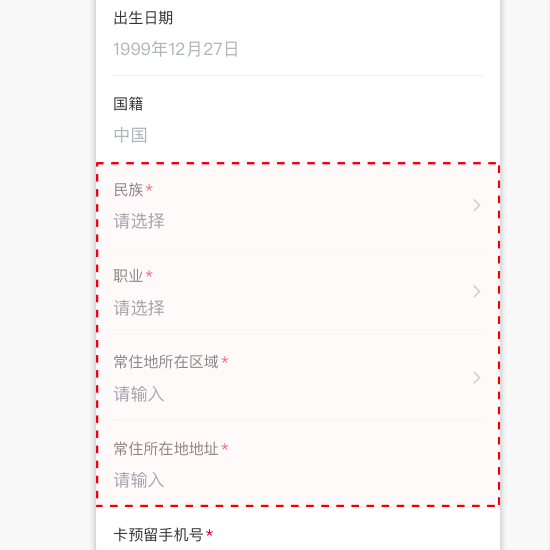 出生日期
1999年12月27日
国籍
中国
民族*
请选择
职业*
请选择
常住地所在区域*
请输入
常住所在地地址*
请输入
卡预留手机号*